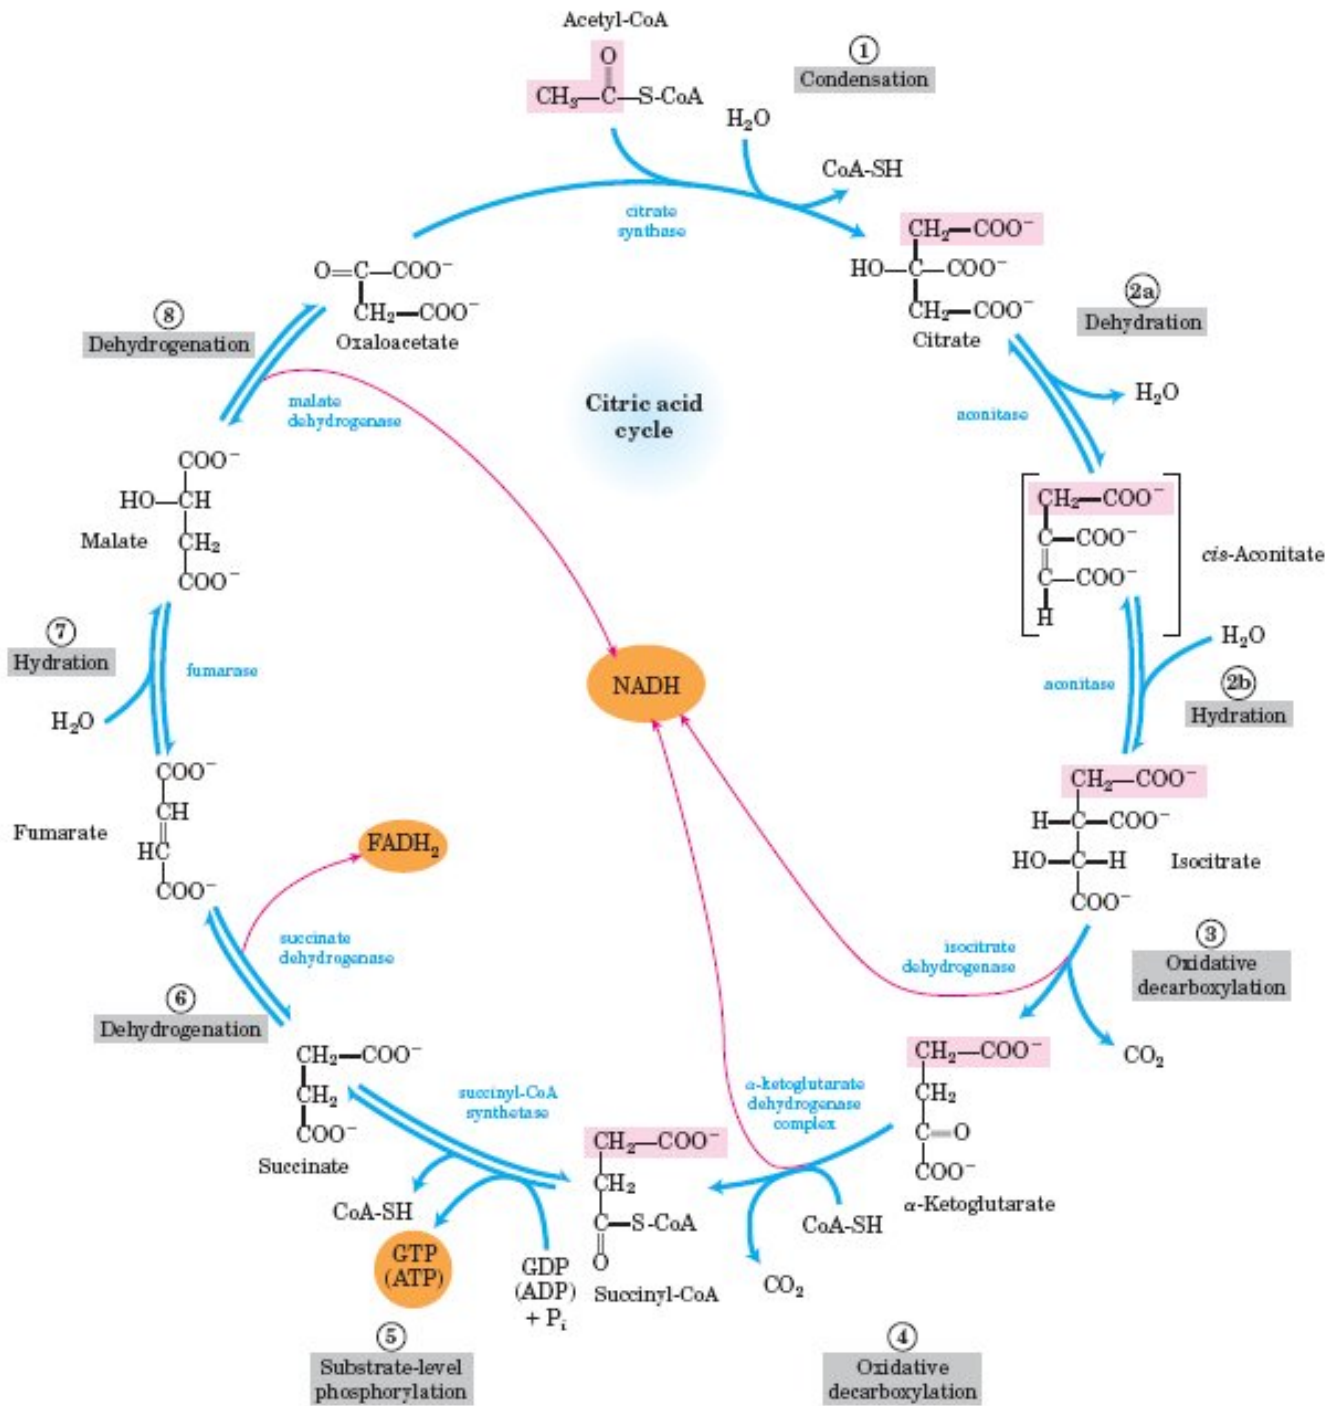 Acetyl-CoA
O
CH₃—C—S-CoA
① 
Condensation
H₂O
CoA-SH
citrate
synthase
CH₂—COO⁻
HO—C—COO⁻
CH₂—COO⁻
Citrate
2a
Dehydration
H₂O
aconitase
CH₂—COO⁻
C—COO⁻
C—COO⁻
H
cis-Aconitate
H₂O
aconitase
2b
Hydration
CH₂—COO⁻
H—C—COO⁻
HO—C—H
COO⁻
Isocitrate
③
Oxidative
decarboxylation
isocitrate
dehydrogenase
CO₂
CH₂—COO⁻
CH₂
C=O
COO⁻
α-Ketoglutarate
α-ketoglutarate
dehydrogenase
complex
CoA-SH
CO₂
④
Oxidative
decarboxylation
CH₂—COO⁻
CH₂
C—S-CoA
O
Succinyl-CoA
succinyl-CoA
synthetase
GDP
(ADP)
+ Pᵢ
GTP
(ATP)
CoA-SH
⑤
Substrate-level
phosphorylation
CH₂—COO⁻
CH₂
COO⁻
Succinate
⑥
Dehydrogenation
succinate
dehydrogenase
FADH₂
COO⁻
CH
HC
COO⁻
Fumarate
⑦
Hydration
H₂O
fumarase
COO⁻
HO—CH
CH₂
COO⁻
Malate
⑧
Dehydrogenation
malate
dehydrogenase
O=C—COO⁻
CH₂—COO⁻
Oxaloacetate
Citric acid
cycle
NADH